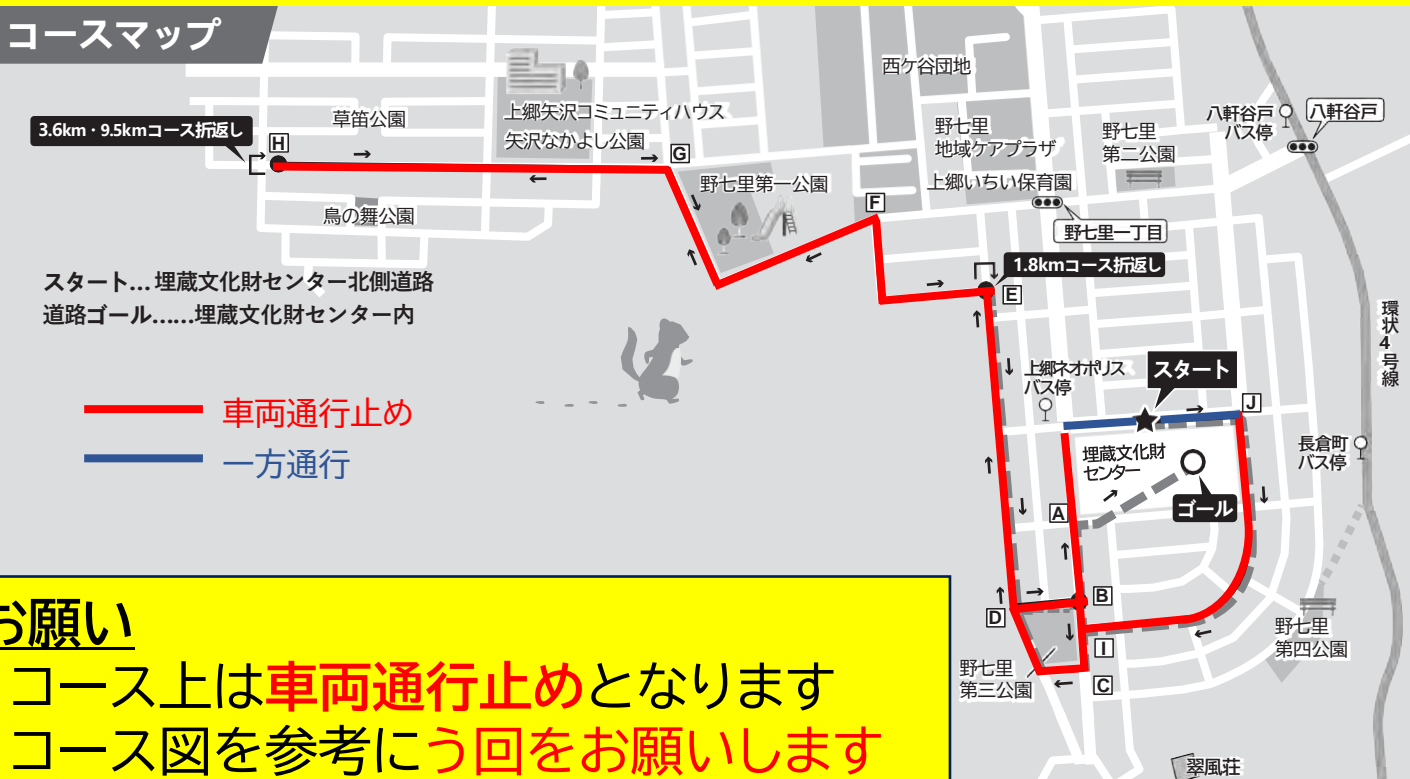 コースマップ
西ケ谷団地
八軒谷戸
バス停
八軒谷戸
3.6km・9.5kmコース折返し
草笛公園
上郷矢沢コミュニティハウス
矢沢なかよし公園
野七里
地域ケアプラザ
野七里
第二公園
H
G
野七里第一公園
上郷いちい保育園
鳥の舞公園
F
野七里一丁目
1.8kmコース折返し
E
スタート…埋蔵文化財センター北側道路
道路ゴール……埋蔵文化財センター内
環状4号線
上郷ネオポリス
バス停
スタート
J
車両通行止め
一方通行
埋蔵文化財
センター
長倉町
バス停
ゴール
A
B
D
I
野七里
第四公園
野七里
第三公園
C
お願い
コース上は車両通行止めとなります
コース図を参考にう回をお願いします
翠風荘